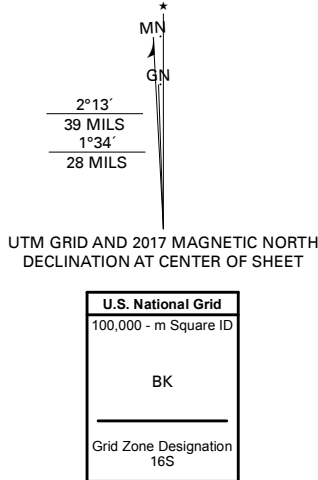 MN
GN
2°13´
39 MILS
1°34´
28 MILS
UTM GRID AND 2017 MAGNETIC NORTH
DECLINATION AT CENTER OF SHEET
U.S. National Grid
100,000 - m Square ID
BK
Grid Zone Designation
16S